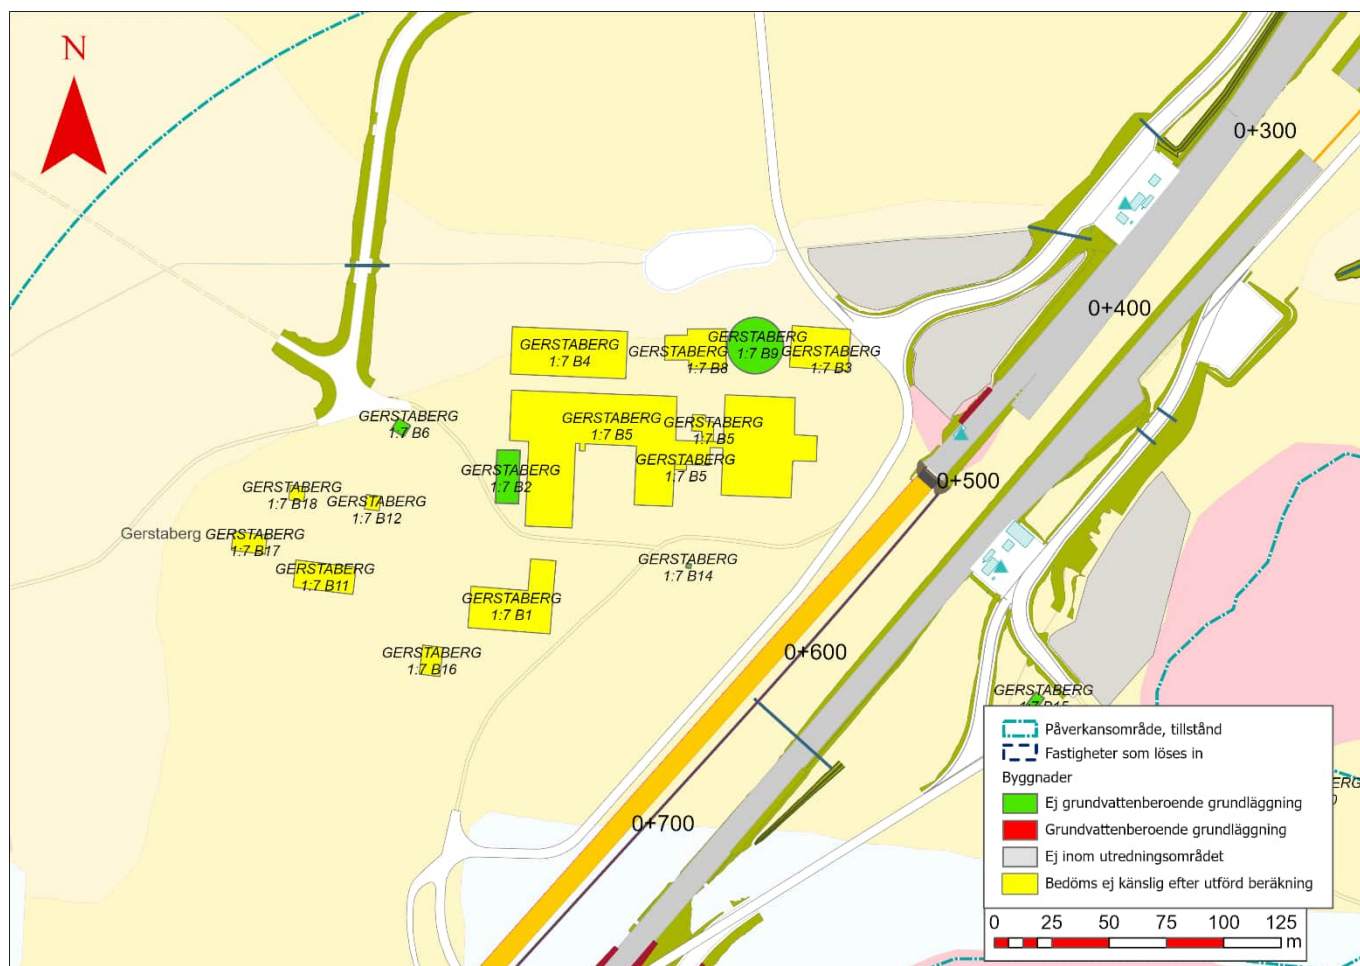 N
0+300
0+400
GERSTABERG
1:7 B9
GERSTABERG
1:7 B4
GERSTABERG
1:7 B8
GERSTABERG
1:7 B3
GERSTABERG
1:7 B6
GERSTABERG
1:7 B5
GERSTABERG
1:7 B5
GERSTABERG
1:7 B5
GERSTABERG
1:7 B2
0+500
GERSTABERG
1:7 B18
GERSTABERG
1:7 B12
Gerstaberg
GERSTABERG
1:7 B17
GERSTABERG
1:7 B11
GERSTABERG
1:7 B14
GERSTABERG
1:7 B1
GERSTABERG
1:7 B16
0+600
GERSTABERG
1:7 B15
0+700
Påverkansområde, tillstånd
Fastigheter som löses in
Byggnader
Ej grundvattenberoende grundläggning
Grundvattenberoende grundläggning
Ej inom utredningsområdet
Bedöms ej känslig efter utförd beräkning
0 25 50 75 100 125
m